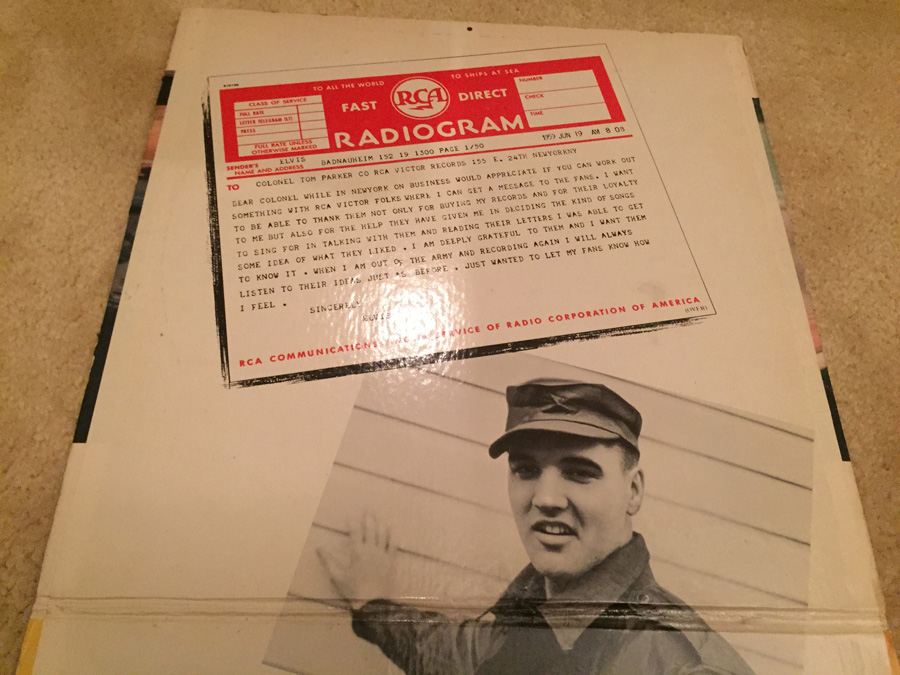 TO ALL THE WORLD
TO SHIPS AT SEA
FAST RCA DIRECT
RADIOGRAM
CLASS OF SERVICE
FULL RATE
LETTER TELEGRAM (LT)
PRESS
FULL RATE UNLESS
OTHERWISE MARKED
NUMBER
CHECK
TIME
1959 JUN 19 AM 8 08
SENDER'S
NAME AND ADDRESS
ELVIS BADNAUHEIM 152 19 1300 PAGE 1/50
TO COLONEL TOM PARKER CO RCA VICTOR RECORDS 155 E. 24TH NEWYORKNY
DEAR COLONEL WHILE IN NEWYORK ON BUSINESS WOULD APPRECIATE IF YOU CAN WORK OUT
SOMETHING WITH RCA VICTOR FOLKS WHERE I CAN GET A MESSAGE TO THE FANS. I WANT
TO BE ABLE TO THANK THEM NOT ONLY FOR BUYING MY RECORDS AND FOR THEIR LOYALTY
TO ME BUT ALSO FOR THE HELP THEY HAVE GIVEN ME IN DECIDING THE KIND OF SONGS
TO SING FOR IN TALKING WITH THEM AND READING THEIR LETTERS I WAS ABLE TO GET
SOME IDEA OF WHAT THEY LIKED . I AM DEEPLY GRATEFUL TO THEM AND I WANT THEM
TO KNOW IT . WHEN I AM OUT OF THE ARMY AND RECORDING AGAIN I WILL ALWAYS
LISTEN TO THEIR IDEAS JUST AS BEFORE . JUST WANTED TO LET MY FANS KNOW HOW
I FEEL .
SINCERELY
ELVIS
RCA COMMUNICATIONS SERVICE OF RADIO CORPORATION OF AMERICA